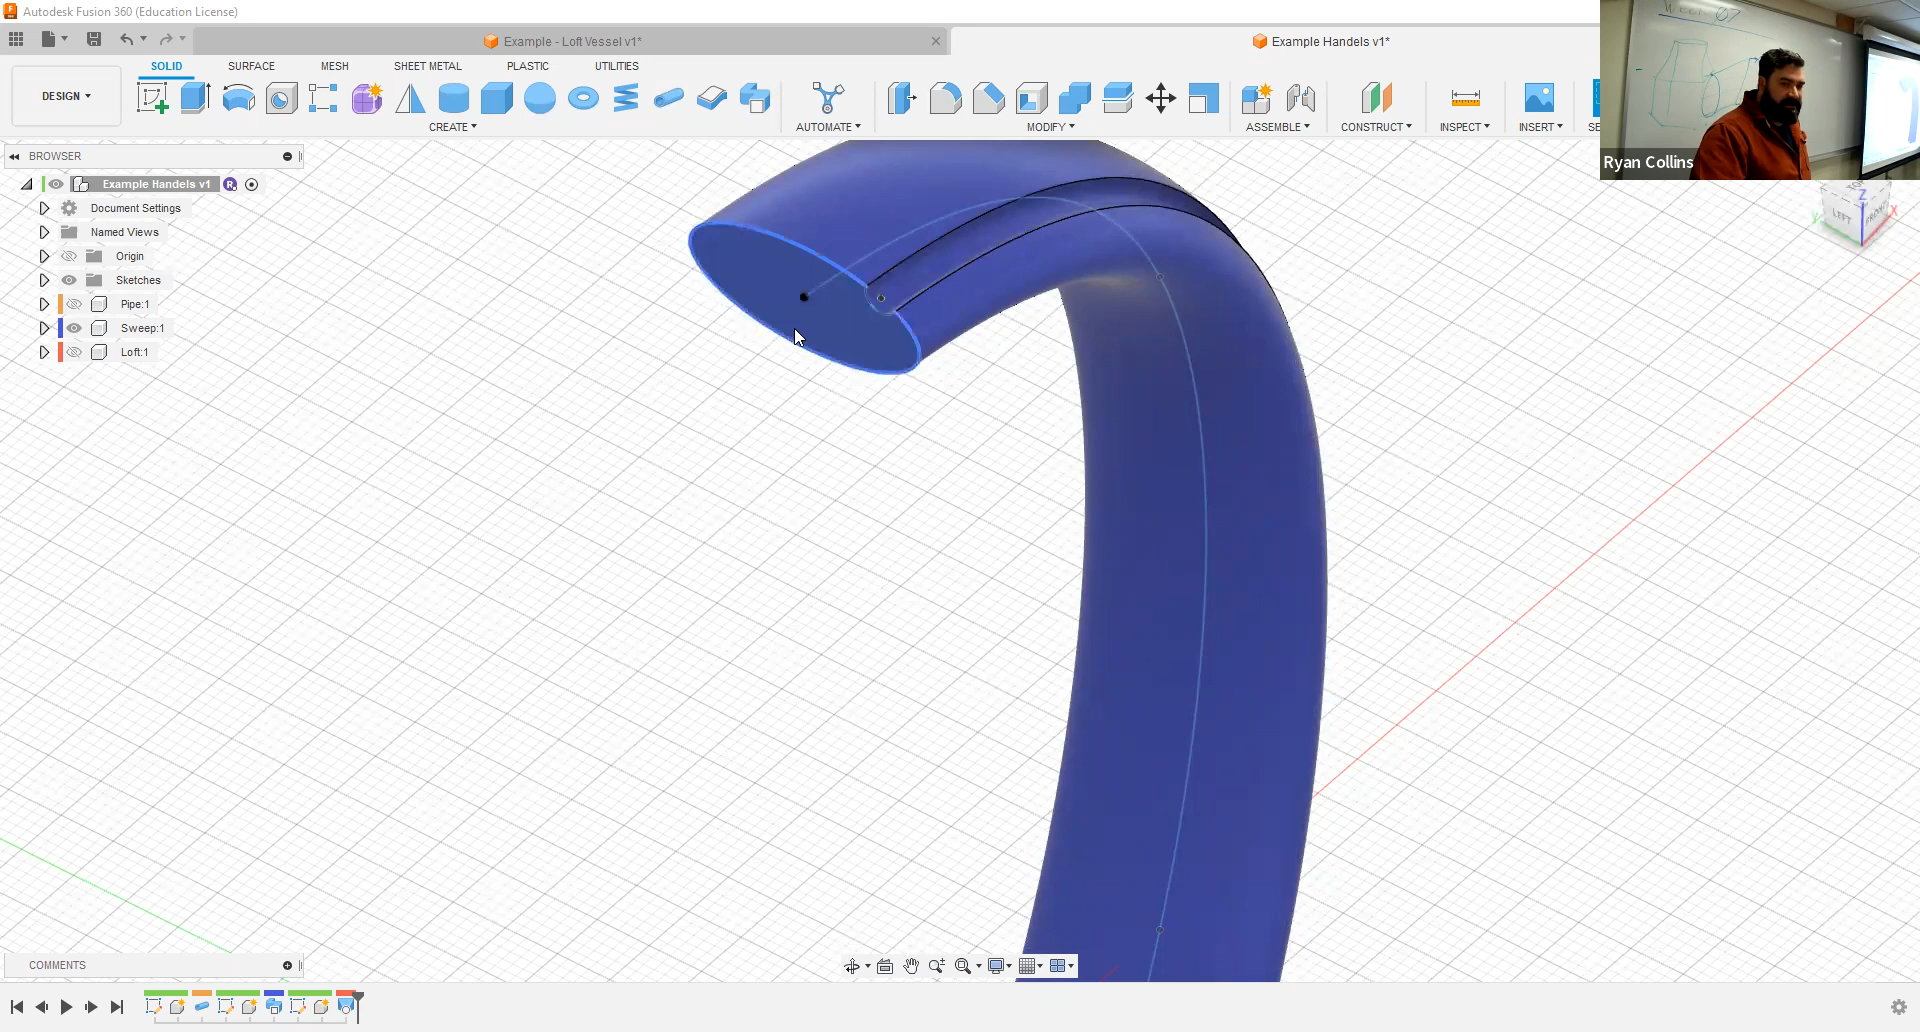 Autodesk Fusion 360 (Education License)
Example - Loft Vessel v1*
Example Handels v1*
SOLID
SURFACE
MESH
SHEET METAL
PLASTIC
UTILITIES
DESIGN
CREATE
AUTOMATE
MODIFY
ASSEMBLE
CONSTRUCT
INSPECT
INSERT
SE
Ryan Collins
BROWSER
Example Handels v1
R
Document Settings
Named Views
Origin
Sketches
Pipe:1
Sweep:1
Loft:1
TOP
LEFT
FRONT
Z
X
Y
COMMENTS